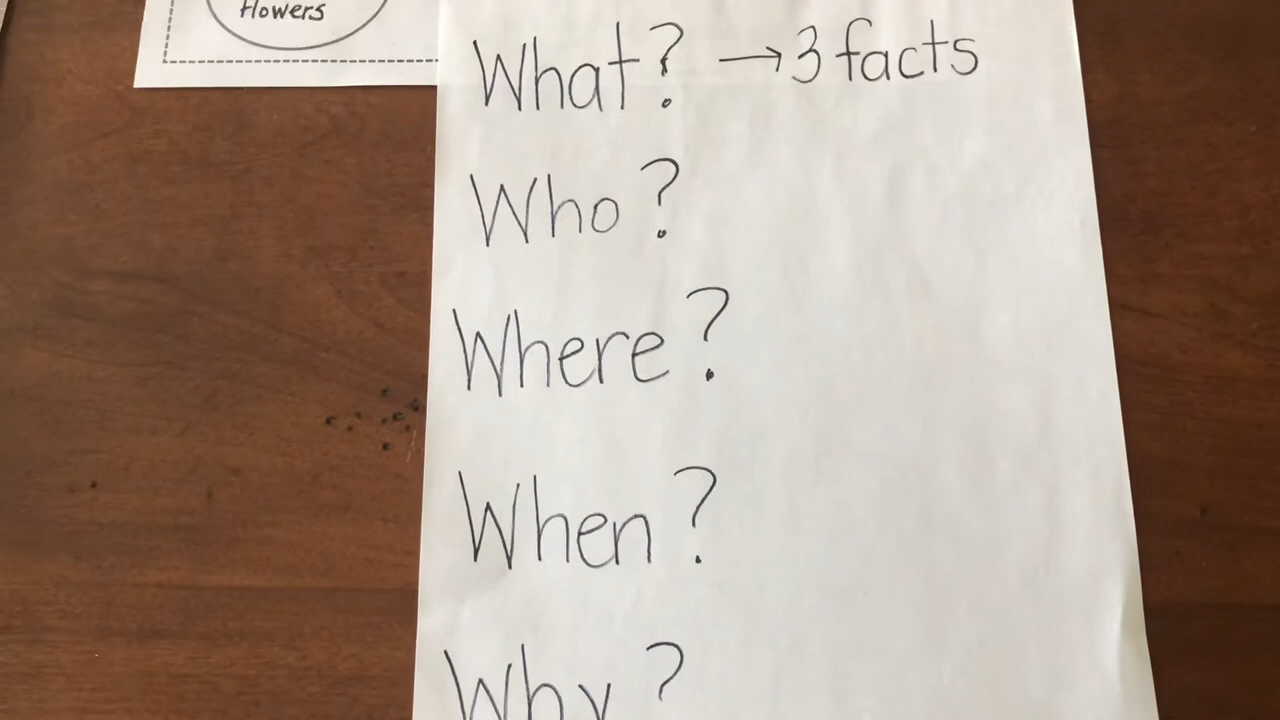 Flowers
What? → 3 facts
Who?
Where?
When?
Why?